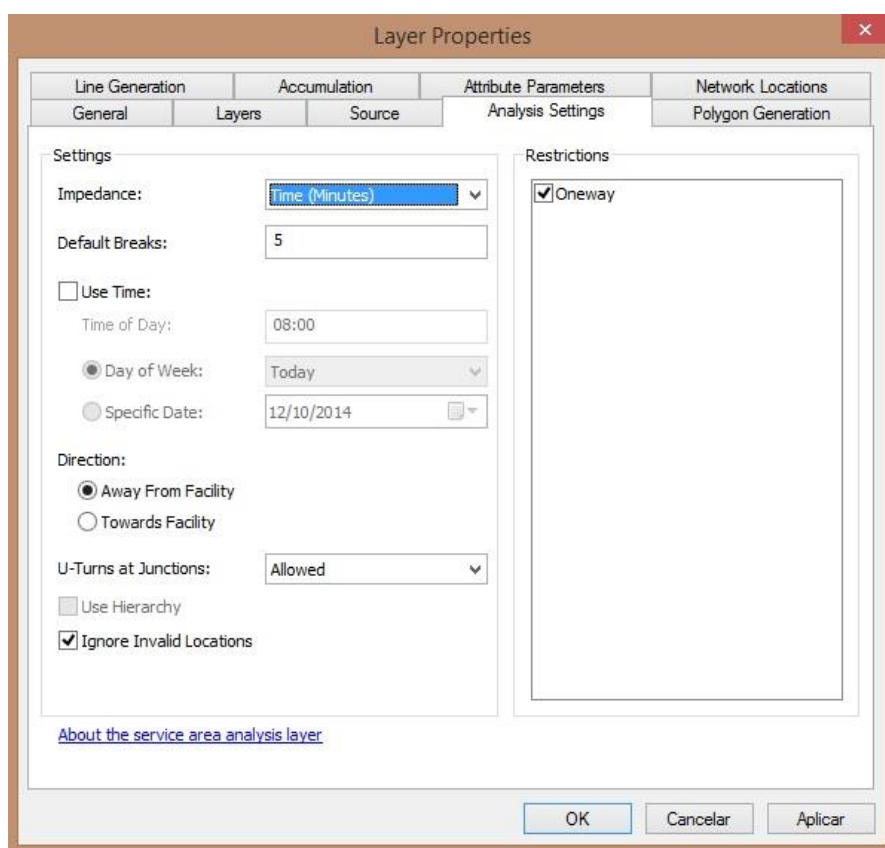 Layer Properties
Line Generation Accumulation Attribute Parameters Network Locations
General Layers Source Analysis Settings Polygon Generation
Settings
Impedance: Time (Minutes)
Default Breaks: 5
Use Time:
Time of Day: 08:00
Day of Week: Today
Specific Date: 12/10/2014
Direction:
Away From Facility
Towards Facility
U-Turns at Junctions: Allowed
Use Hierarchy
Ignore Invalid Locations
Restrictions
Oneway
About the service area analysis layer
OK Cancelar Aplicar